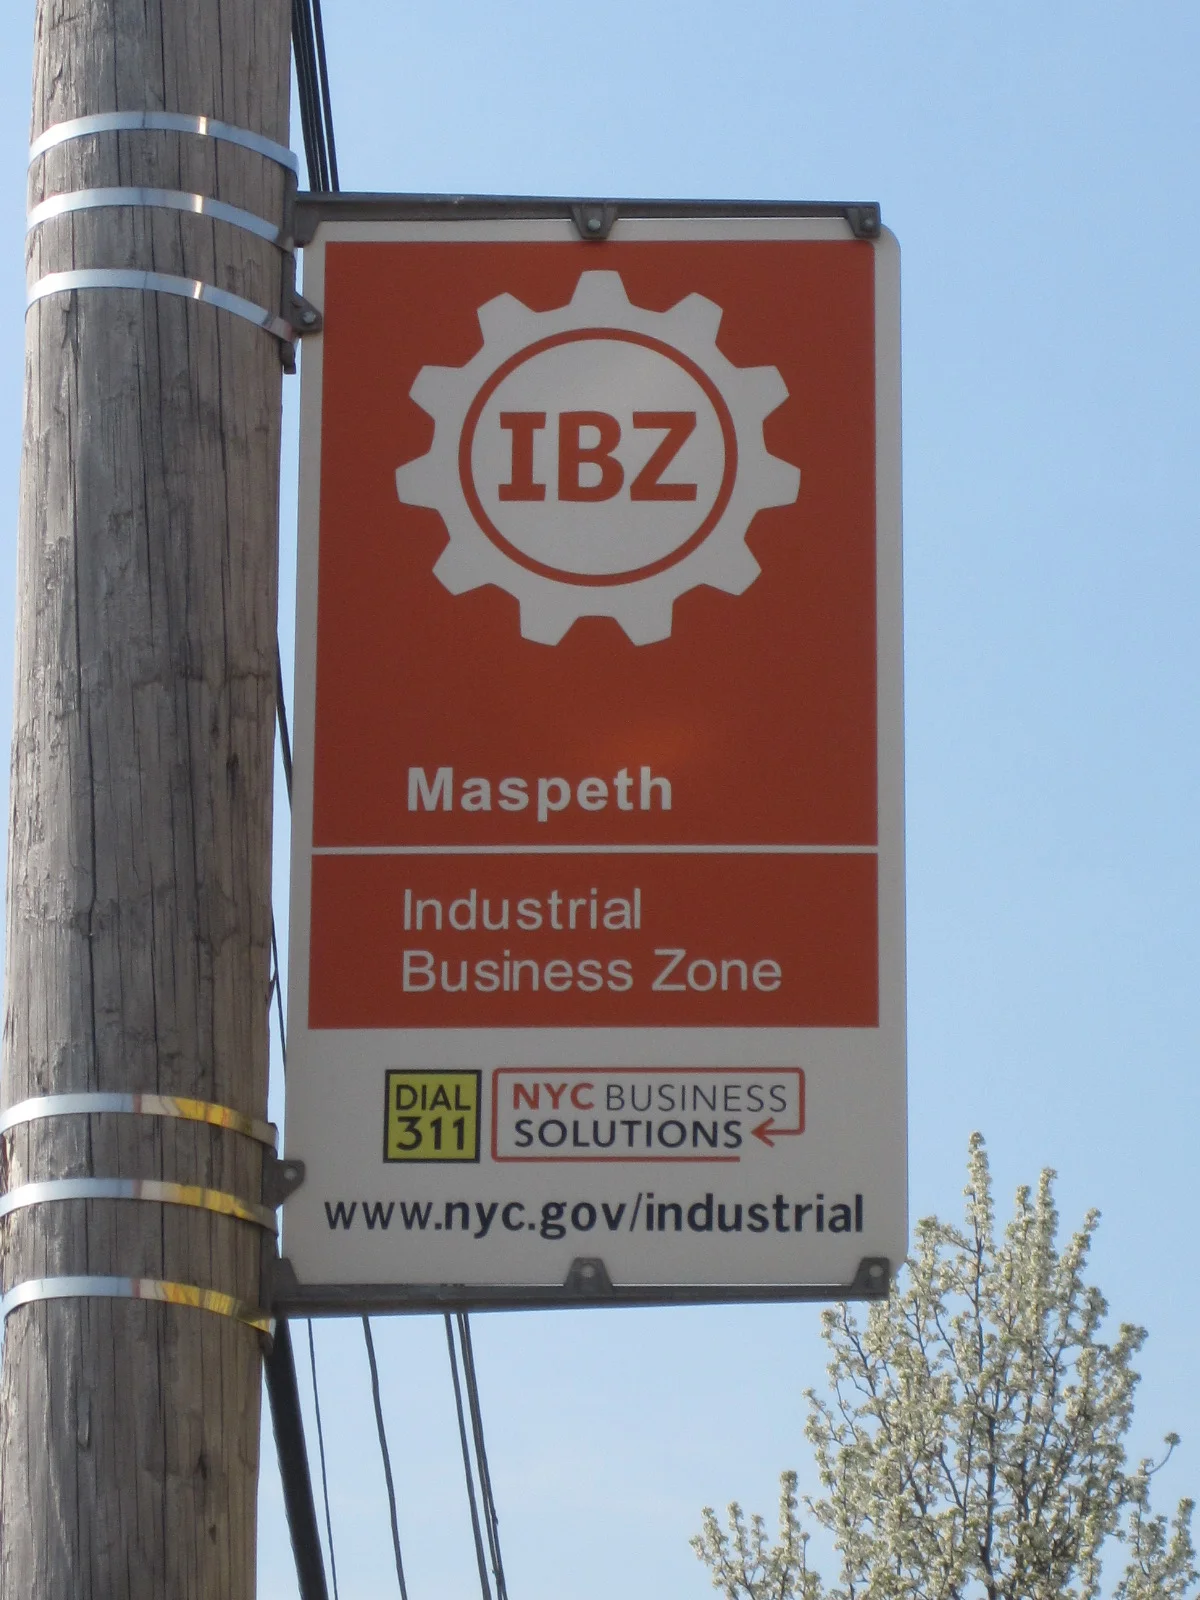 IBZ
Maspeth
Industrial
Business Zone
DIAL
311
NYC BUSINESS
SOLUTIONS
www.nyc.gov/industrial